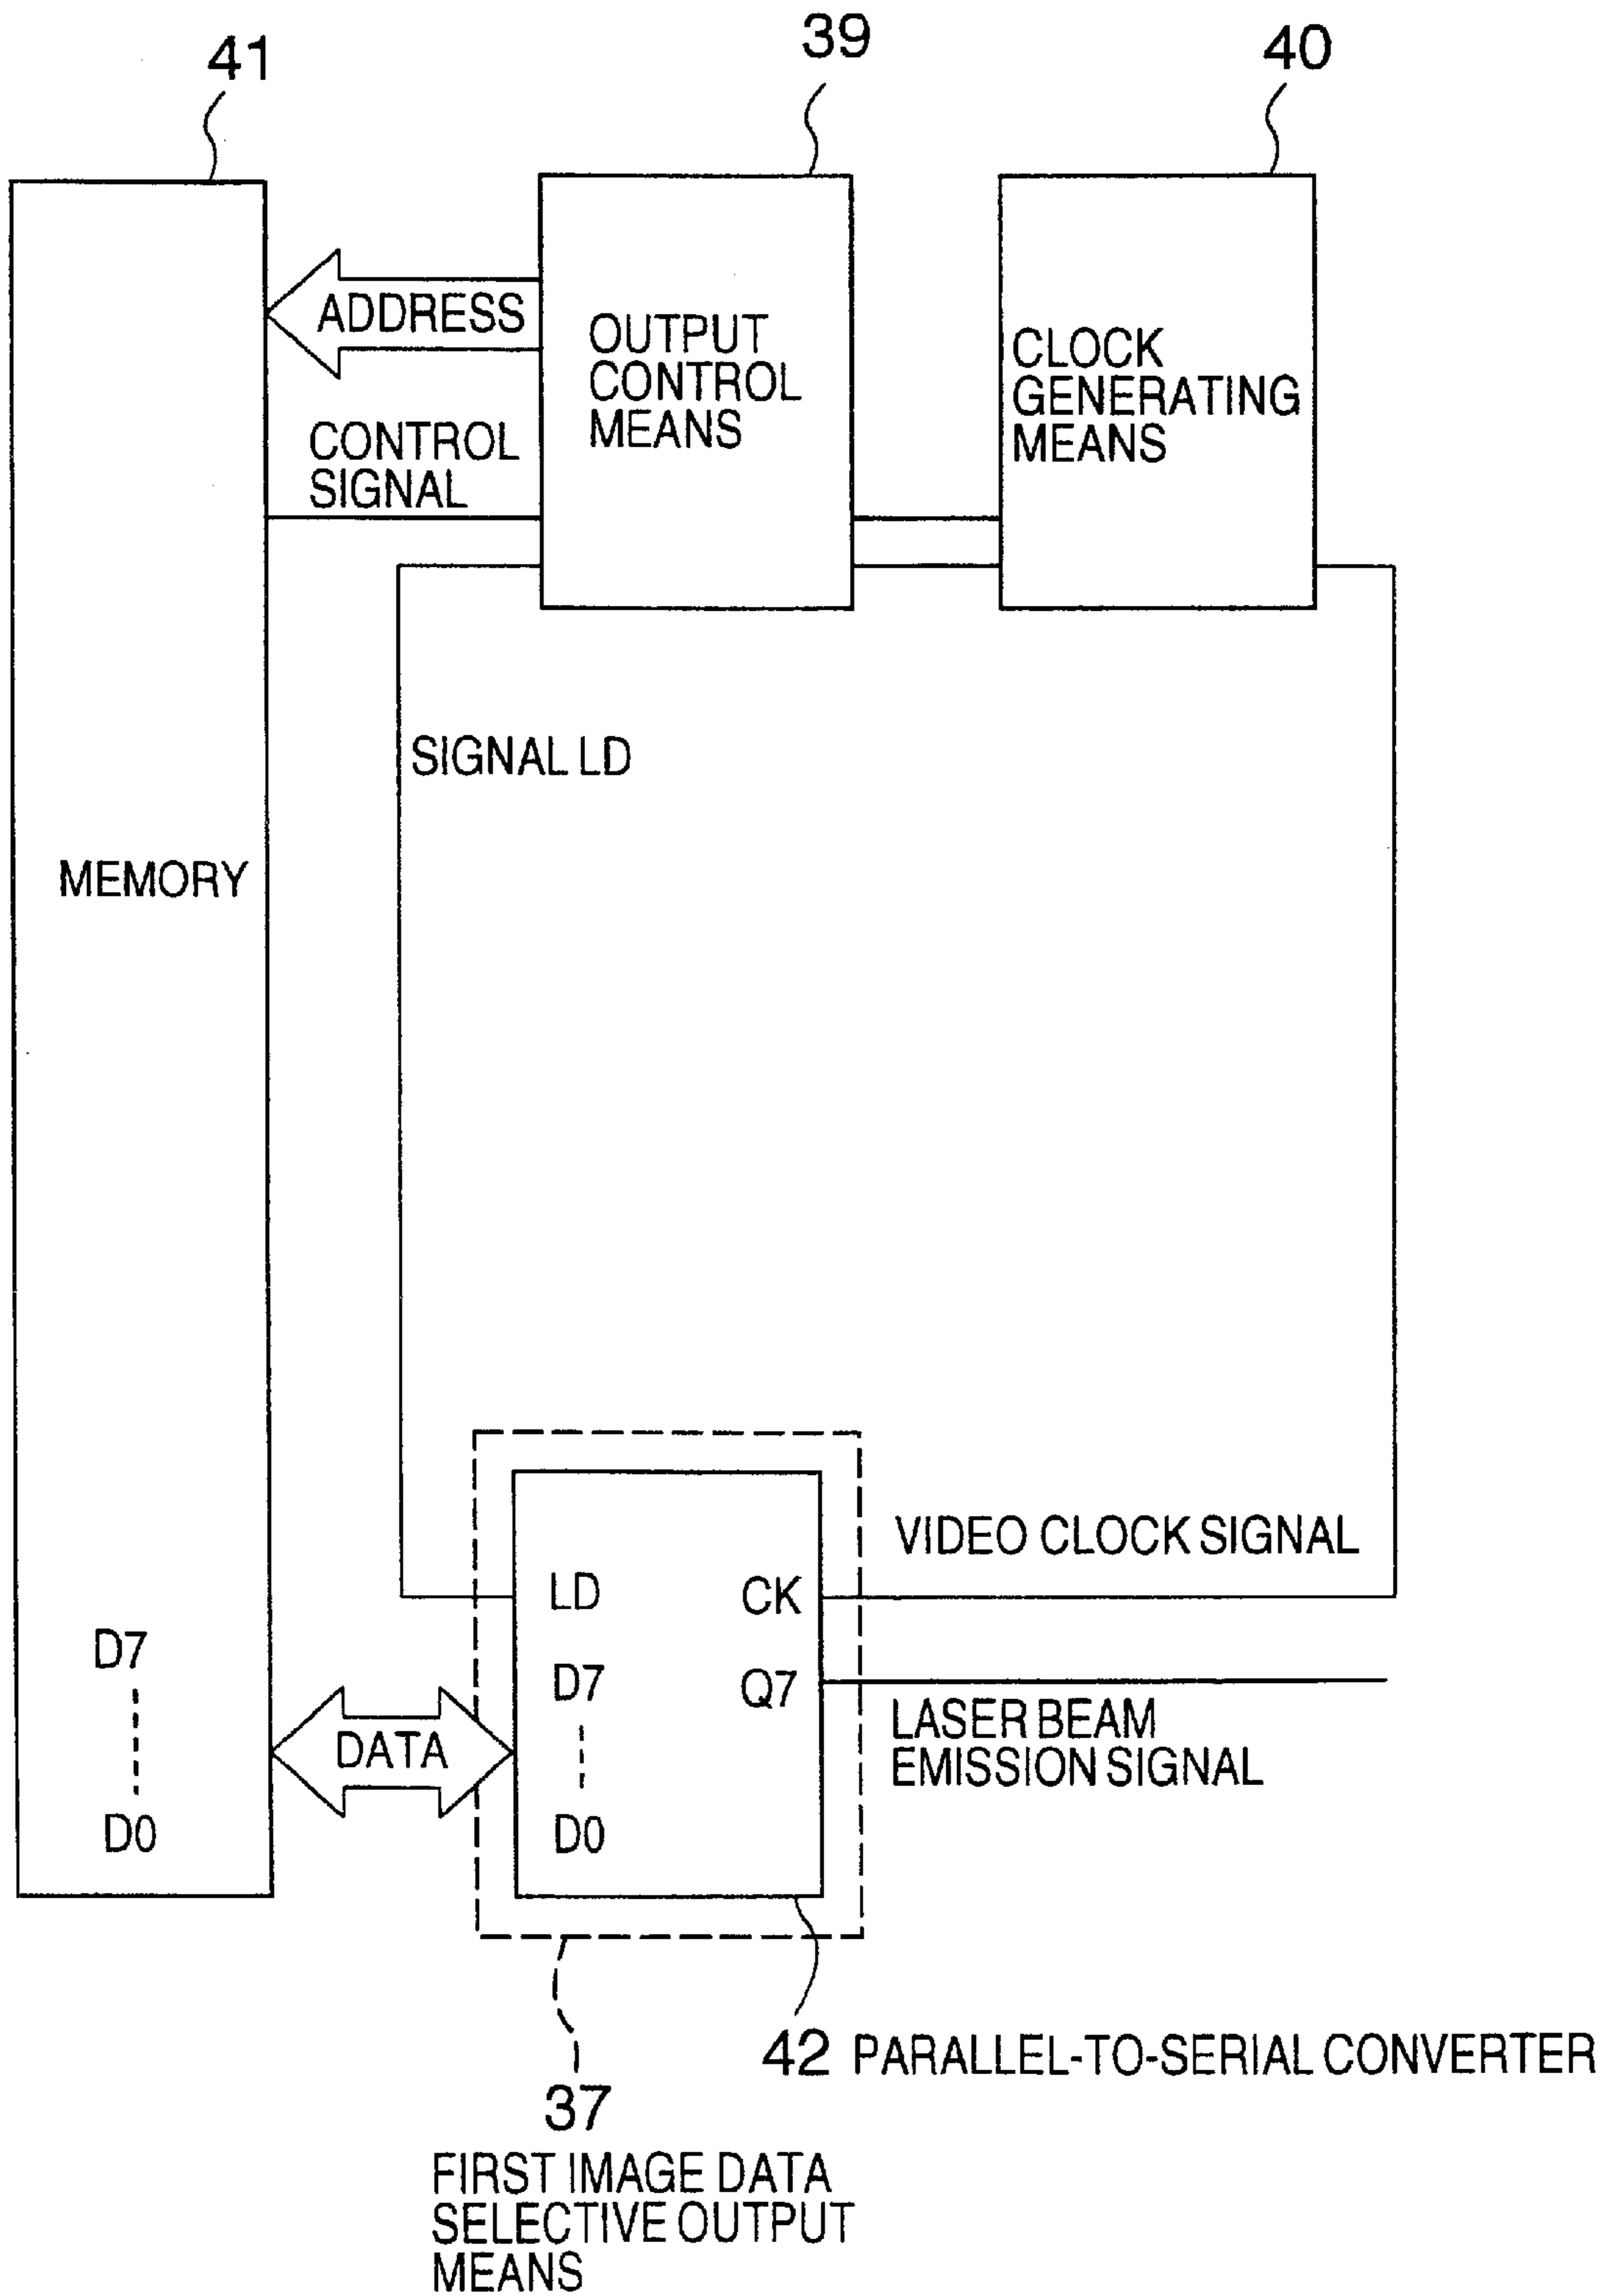 41
39
40
ADDRESS
OUTPUT
CONTROL
MEANS
CLOCK
GENERATING
MEANS
CONTROL
SIGNAL
SIGNAL LD
MEMORY
VIDEO CLOCK SIGNAL
LD
CK
D7
D7
Q7
LASER BEAM
EMISSION SIGNAL
DATA
D0
D0
42 PARALLEL-TO-SERIAL CONVERTER
37
FIRST IMAGE DATA
SELECTIVE OUTPUT
MEANS